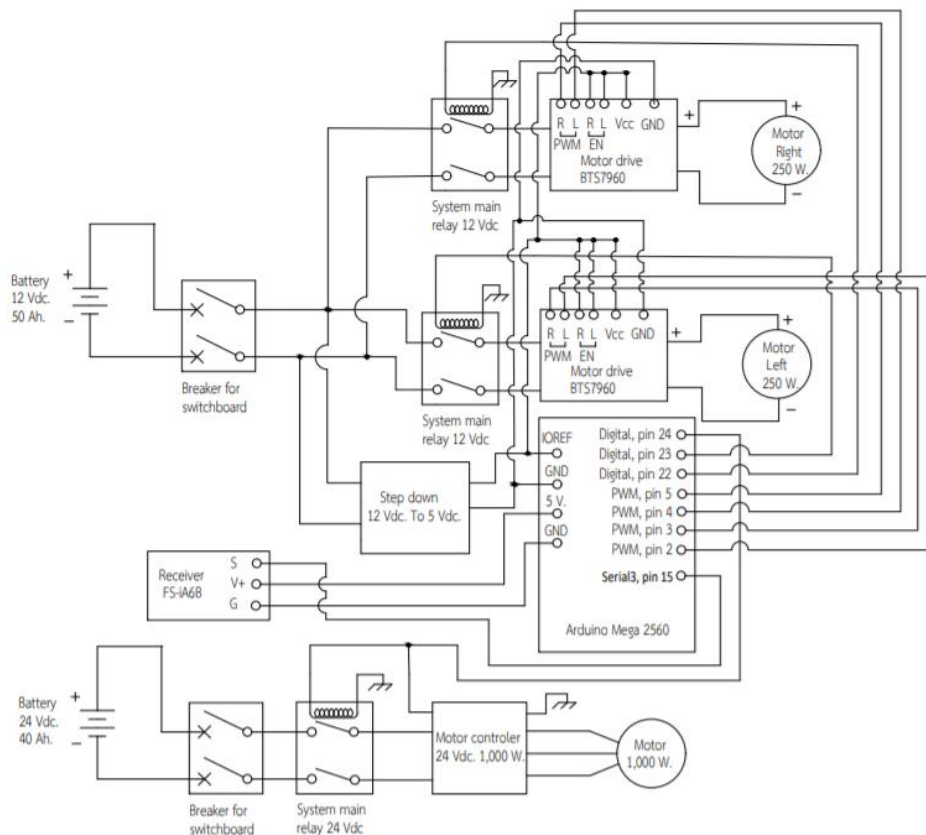 R L R L Vcc GND
PWM EN
Motor drive
BTS7960
+
−
+
Motor
Right
250 W.
−
System main
relay 12 Vdc
Battery
12 Vdc.
50 Ah.
+
−
Breaker for
switchboard
R L R L Vcc GND
PWM EN
Motor drive
BTS7960
+
−
+
Motor
Left
250 W.
−
System main
relay 12 Vdc
Step down
12 Vdc. To 5 Vdc.
IOREF
GND
5 V.
GND
Digital, pin 24
Digital, pin 23
Digital, pin 22
PWM, pin 5
PWM, pin 4
PWM, pin 3
PWM, pin 2
Serial3, pin 15
Arduino Mega 2560
Receiver
FS-iA6B
S
V+
G
Battery
24 Vdc.
40 Ah.
+
−
Breaker for
switchboard
System main
relay 24 Vdc
Motor controler
24 Vdc. 1,000 W.
Motor
1,000 W.